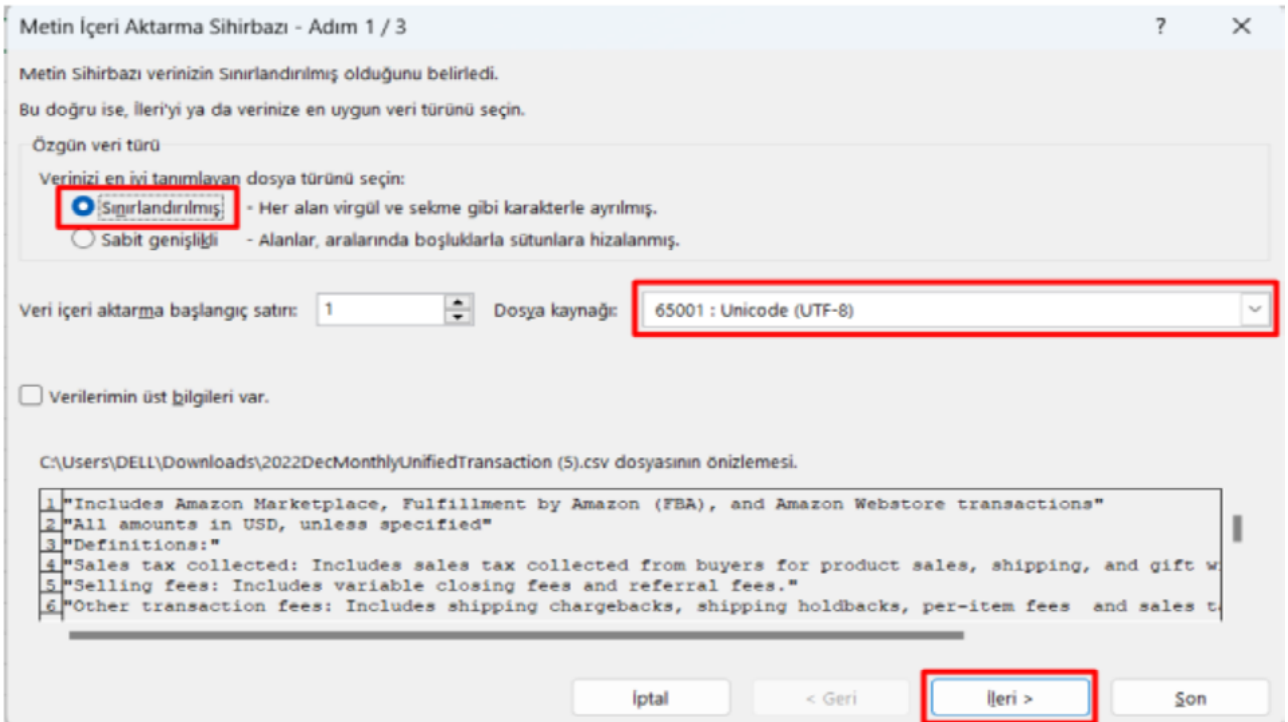 Metin İçeri Aktarma Sihirbazı - Adım 1 / 3
Metin Sihirbazı verinizin Sınırlandırılmış olduğunu belirledi.
Bu doğru ise, İleri'yi ya da verinize en uygun veri türünü seçin.
Özgün veri türü
Verinizi en iyi tanımlayan dosya türünü seçin:
Sınırlandırılmış - Her alan virgül ve sekme gibi karakterle ayrılmış.
Sabit genişlikli - Alanlar, aralarında boşluklarla sütunlara hizalanmış.
Veri içeri aktarma başlangıç satırı: 1 Dosya kaynağı: 65001 : Unicode (UTF-8)
Verilerimin üst bilgileri var.
C:\Users\DELL\Downloads\2022DecMonthlyUnifiedTransaction (5).csv dosyasının önizlemesi.
1 "Includes Amazon Marketplace, Fulfillment by Amazon (FBA), and Amazon Webstore transactions"
2 "All amounts in USD, unless specified"
3 "Definitions:"
4 "Sales tax collected: Includes sales tax collected from buyers for product sales, shipping, and gift w
5 "Selling fees: Includes variable closing fees and referral fees."
6 "Other transaction fees: Includes shipping chargebacks, shipping holdbacks, per-item fees and sales t
İptal < Geri İleri > Son